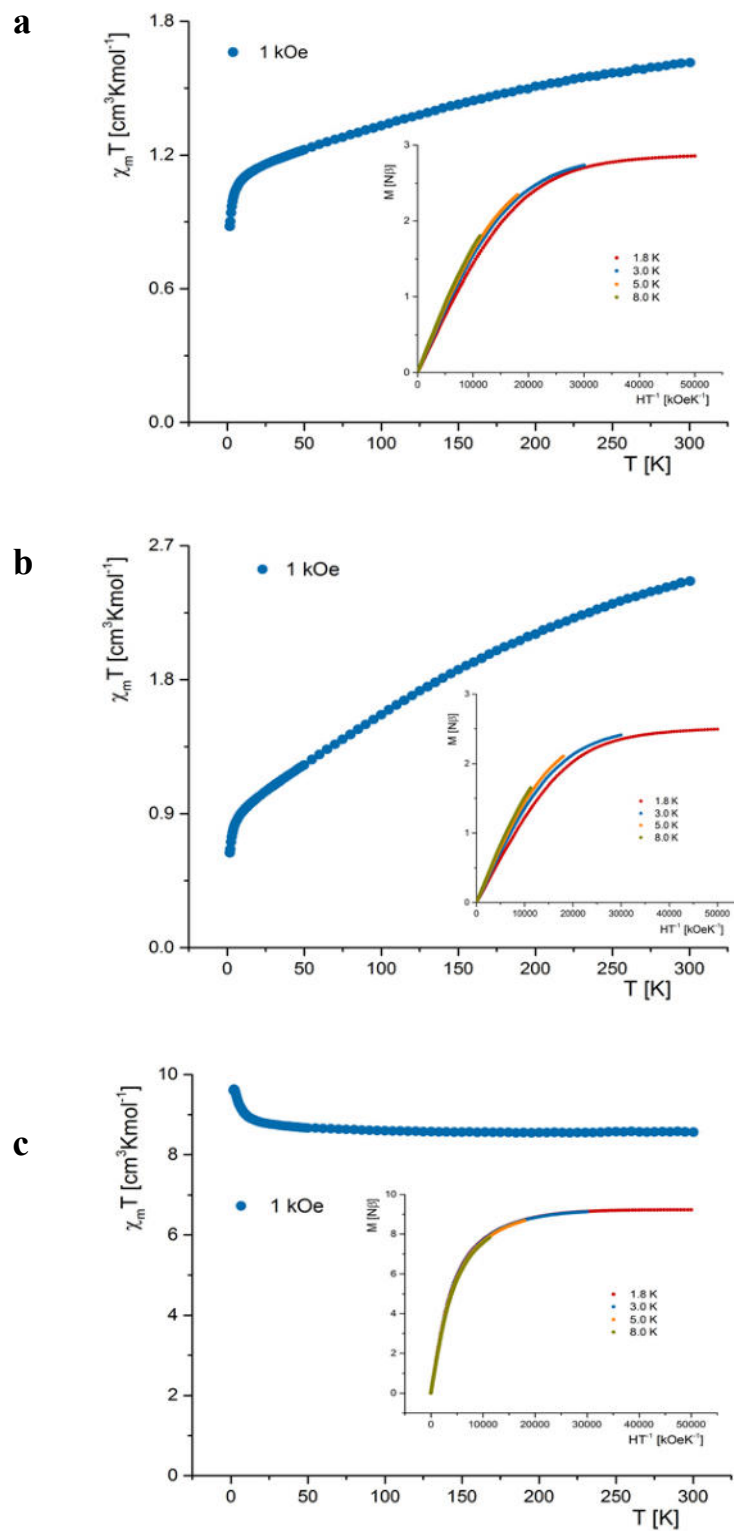 a
χmT [cm³Kmol⁻¹]
1.8
1.2
0.6
0.0
1 kOe
0 50 100 150 200 250 300
T [K]
M [Nβ]
3
2
1
0
1.8 K
3.0 K
5.0 K
8.0 K
0 10000 20000 30000 40000 50000
HT⁻¹ [kOeK⁻¹]
b
χmT [cm³Kmol⁻¹]
2.7
1.8
0.9
0.0
1 kOe
0 50 100 150 200 250 300
T [K]
M [Nβ]
3
2
1
0
1.8 K
3.0 K
5.0 K
8.0 K
0 10000 20000 30000 40000 50000
HT⁻¹ [kOeK⁻¹]
c
χmT [cm³Kmol⁻¹]
10
8
6
4
2
0
1 kOe
0 50 100 150 200 250 300
T [K]
M [Nβ]
10
9
8
7
6
5
4
3
2
1
0
1.8 K
3.0 K
5.0 K
8.0 K
0 10000 20000 30000 40000 50000
HT⁻¹ [kOeK⁻¹]